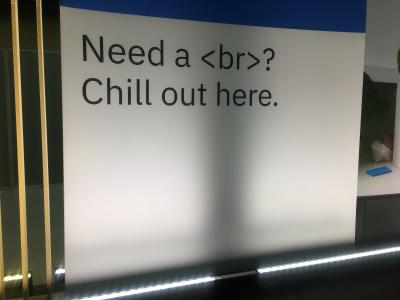 Need a <br>?
Chill out here.